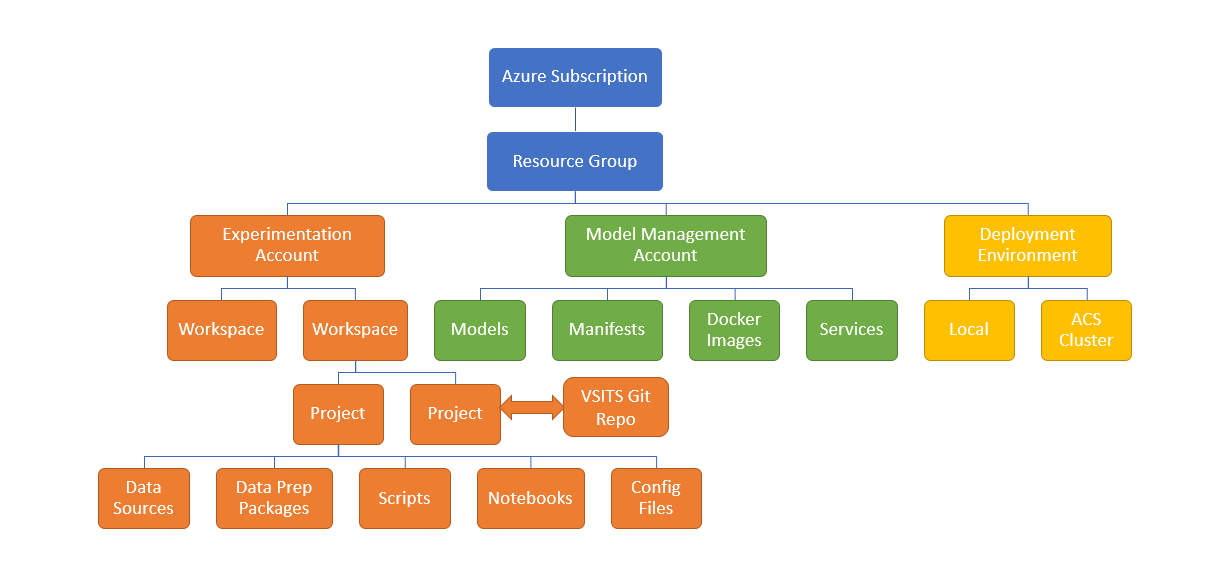 Azure Subscription
Resource Group
Experimentation
Account
Model Management
Account
Deployment
Environment
Workspace
Workspace
Models
Manifests
Docker
Images
Services
Local
ACS
Cluster
Project
Project
VSITS Git
Repo
Data
Sources
Data Prep
Packages
Scripts
Notebooks
Config
Files